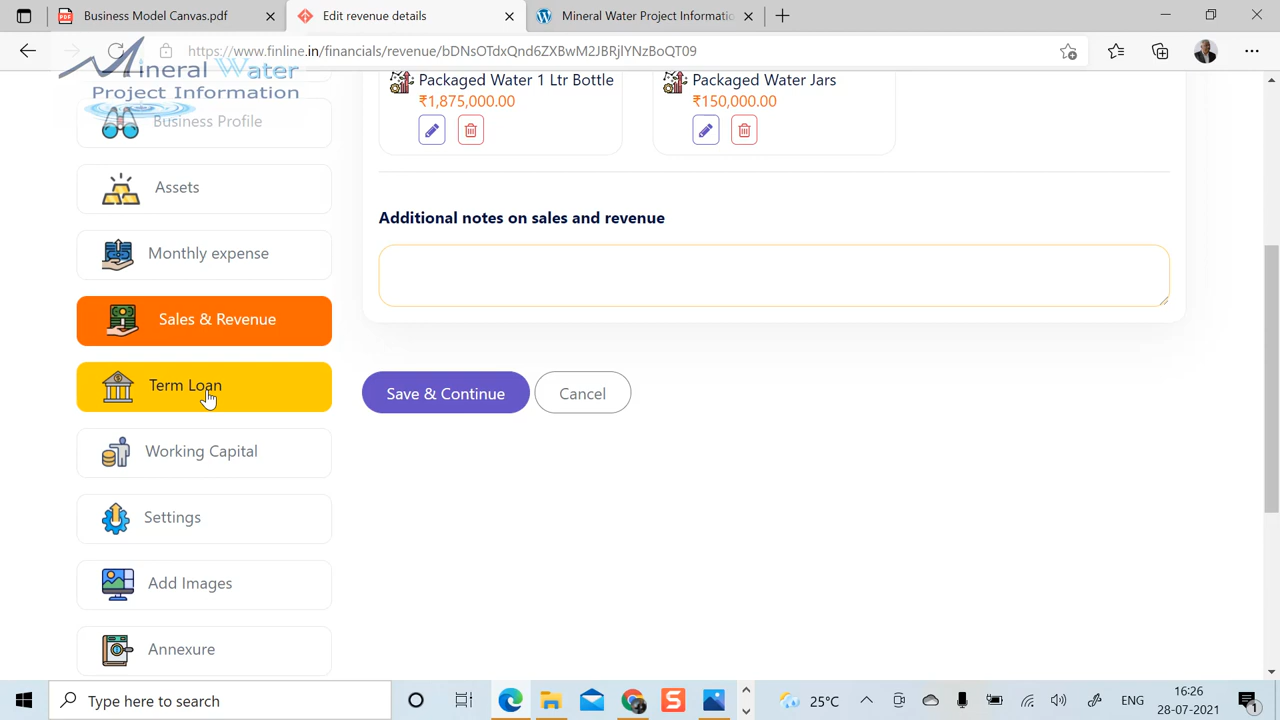 PDF Projects & Sales
Edit revenue details
Mineral Water Project Informatio
https://www.finline.in/financials/revenue/bDNsOTdxQnd6ZXBwM2JBRjlYNzBoQT09
Mineral Water
Project Information
Business Profile
Assets
Monthly expense
Sales & Revenue
Term Loan
Working Capital
Settings
Add Images
Annexure
Packaged Water 1 Ltr Bottle
₹1,875,000.00
Packaged Water Jars
₹150,000.00
Additional notes on sales and revenue
Save & Continue
Cancel
Type here to search
S
25°C
ENG
16:26
28-07-2021
1